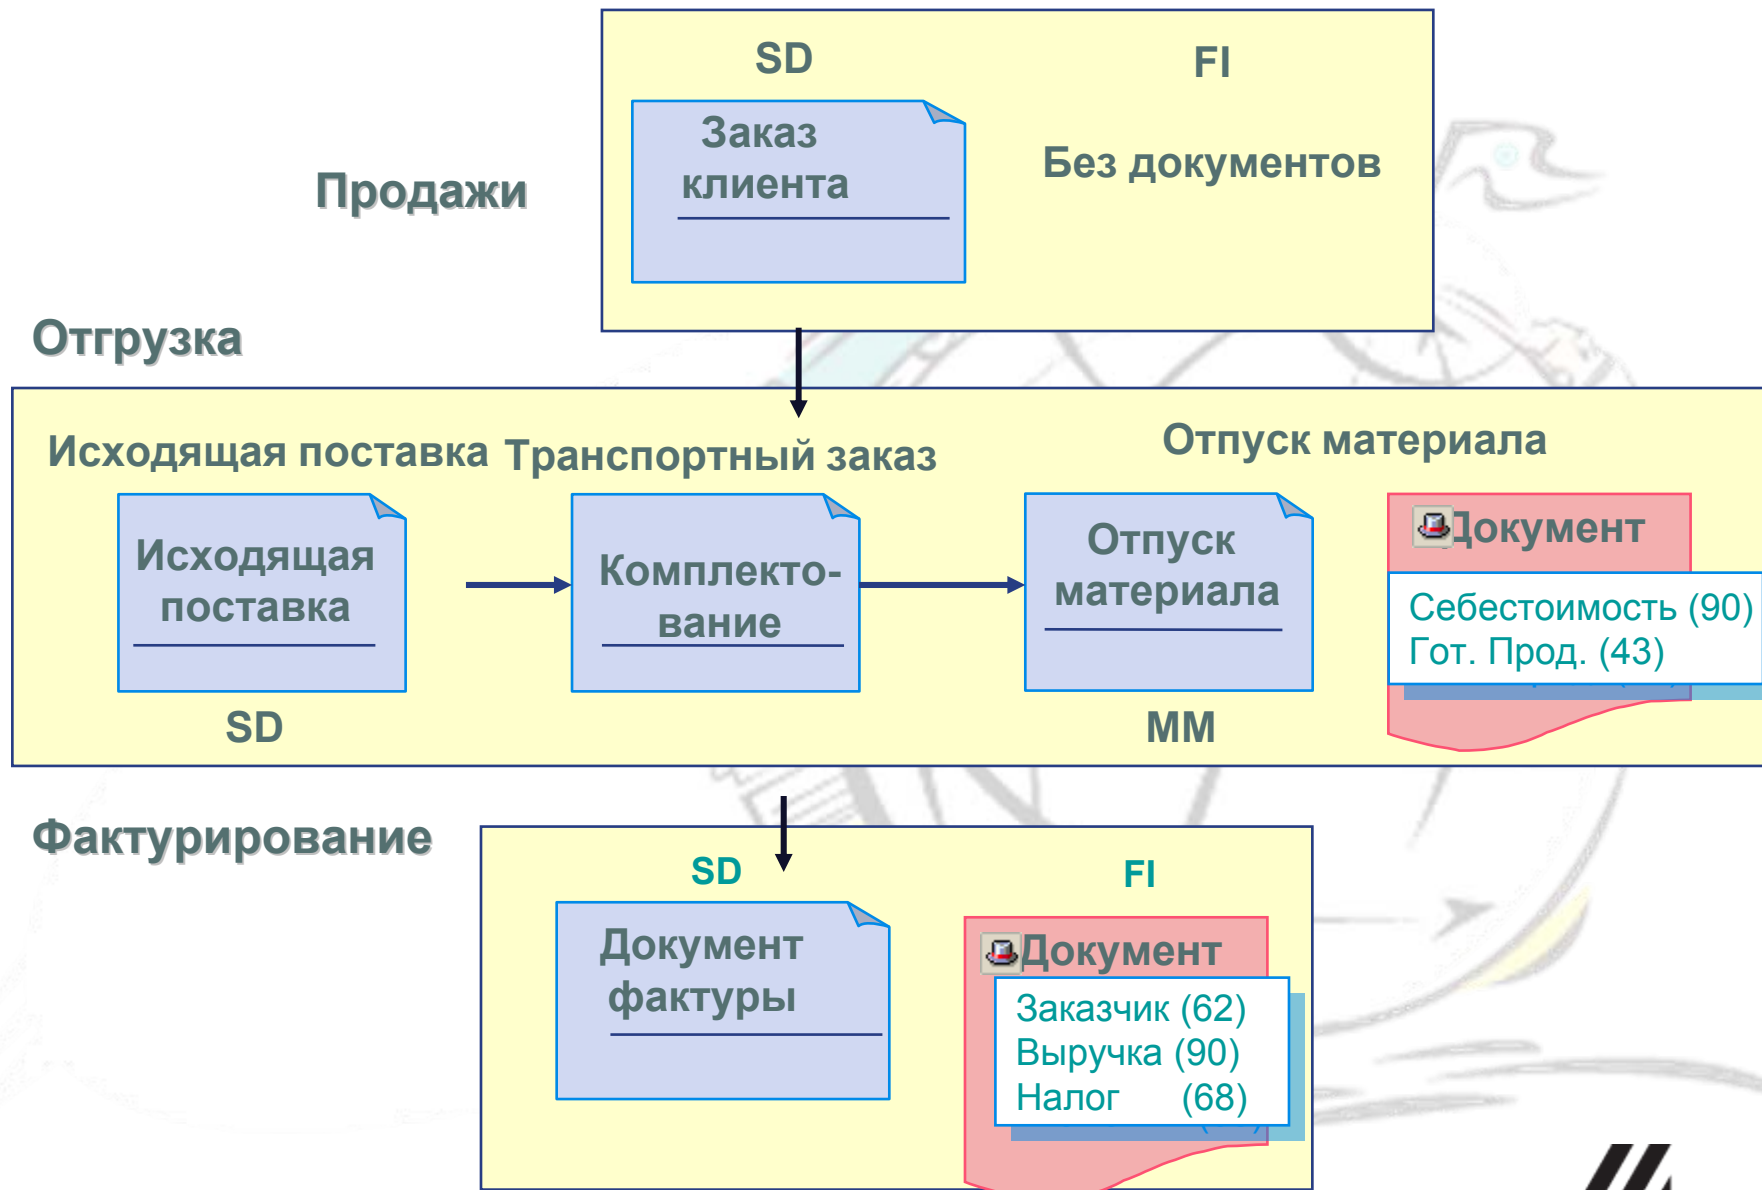 SD
FI
Заказ
клиента
Без документов
Продажи
Отгрузка
Исходящая поставка
Транспортный заказ
Отпуск материала
Исходящая
поставка
Комплекто-
вание
Отпуск
материала
Документ
Себестоимость (90)
Гот. Прод. (43)
SD
MM
Фактурирование
SD
FI
Документ
фактуры
Документ
Заказчик (62)
Выручка (90)
Налог (68)